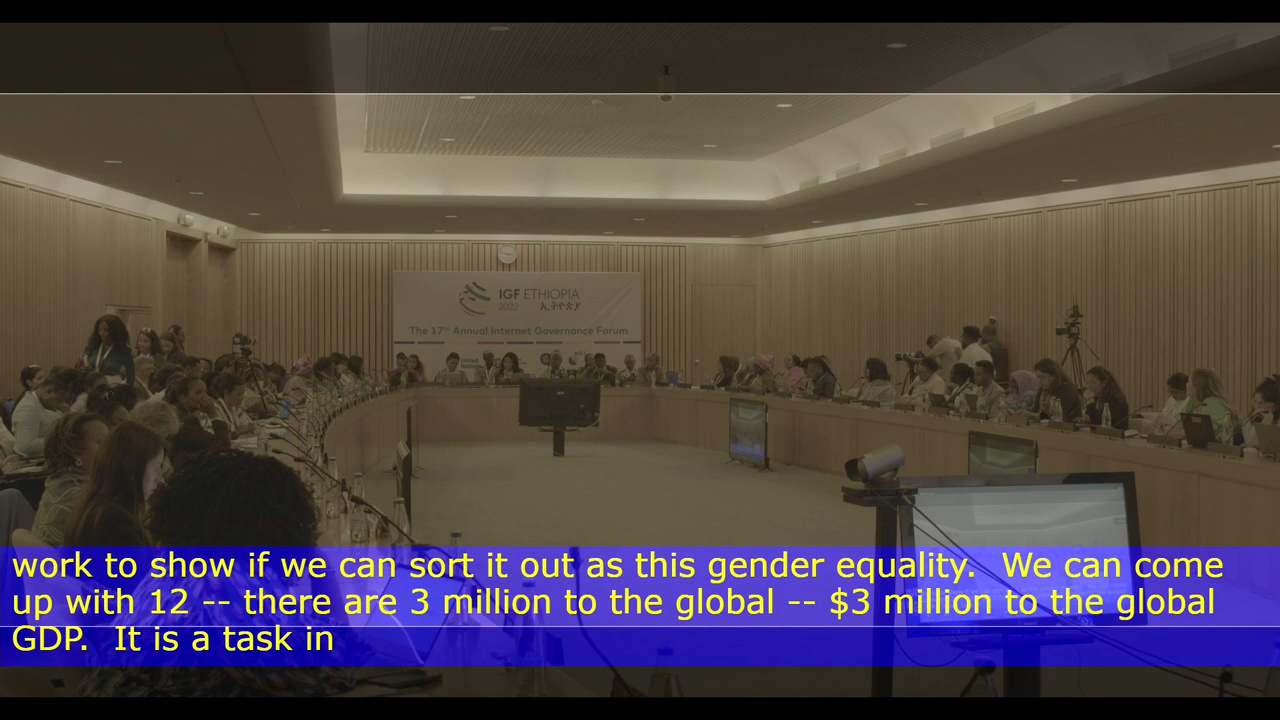 IGF ETHIOPIA
2022 ኢትዮጵያ
The 17th Annual Internet Governance Forum
work to show if we can sort it out as this gender equality.  We can come
up with 12 -- there are 3 million to the global -- $3 million to the global
GDP.  It is a task in